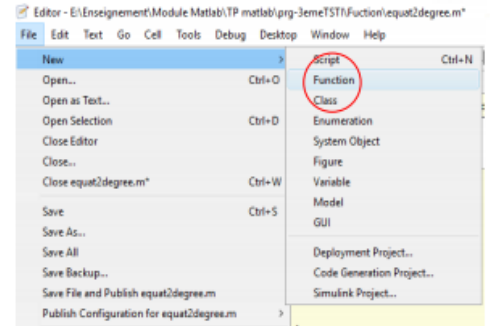 Editor - E:\Enseignement\Module Matlab\TP matlab\prg-3emeTSTI\Fuction\equat2degree.m*
File Edit Text Go Cell Tools Debug Desktop Window Help
New >
Open... Ctrl+O
Open as Text...
Open Selection Ctrl+D
Close Editor
Close...
Close equat2degree.m* Ctrl+W
Save Ctrl+S
Save As...
Save All
Save Backup...
Save File and Publish equat2degree.m
Publish Configuration for equat2degree.m >
Script Ctrl+N
Function
Class
Enumeration
System Object
Figure
Variable
Model
GUI
Deployment Project...
Code Generation Project...
Simulink Project...